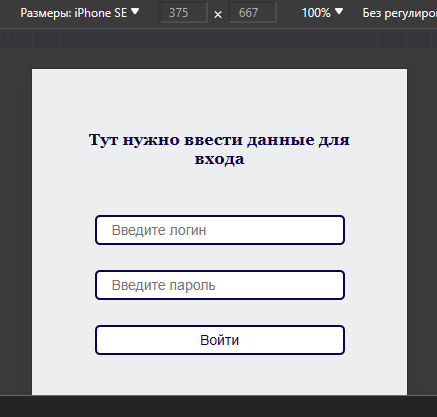 Размеры: iPhone SE 375 × 667 100% Без регулиров
Тут нужно ввести данные для
входа
Введите логин
Введите пароль
Войти